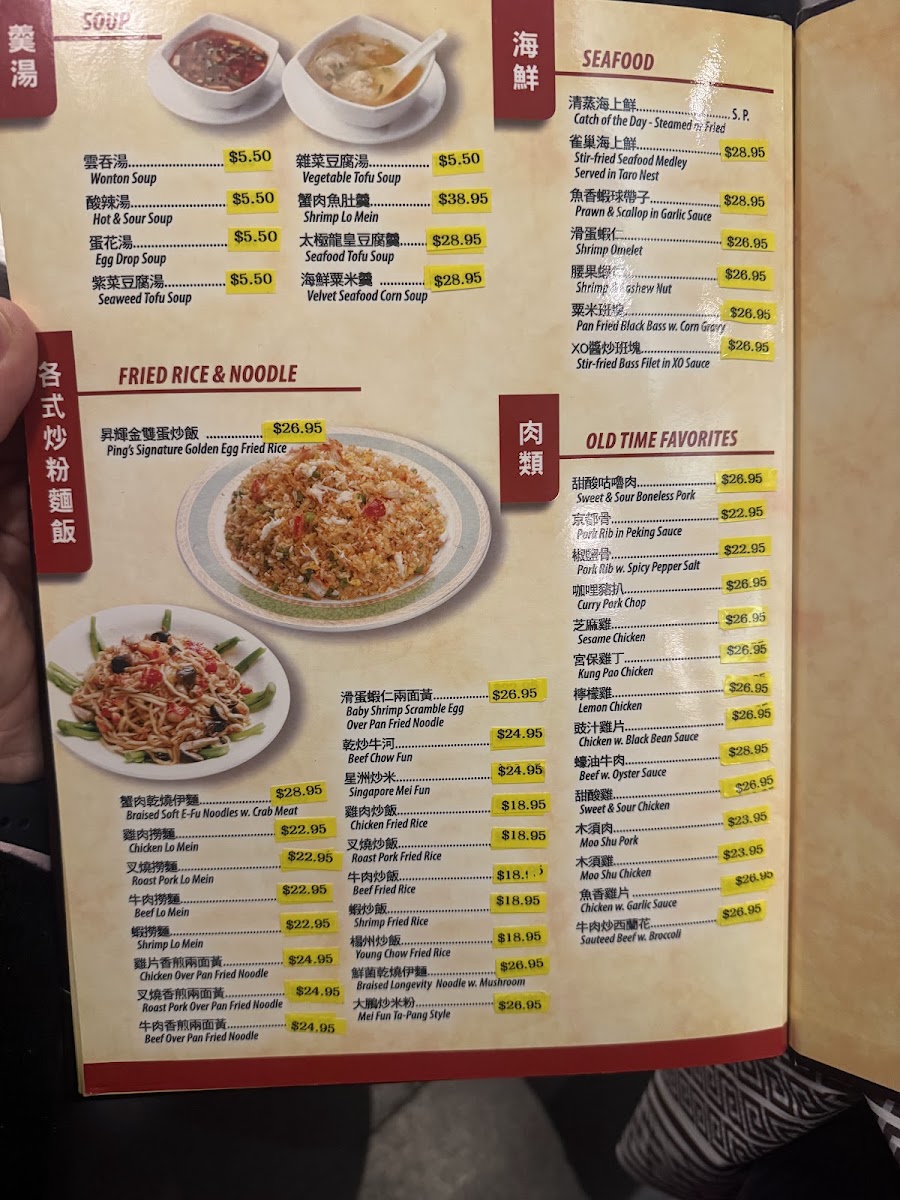 羹湯
SOUP
雲吞湯 $5.50
Wonton Soup
酸辣湯 $5.50
Hot & Sour Soup
蛋花湯 $5.50
Egg Drop Soup
紫菜豆腐湯 $5.50
Seaweed Tofu Soup
雜菜豆腐湯 $5.50
Vegetable Tofu Soup
蟹肉魚肚羹 $38.95
Shrimp Lo Mein
太極龍皇豆腐羹 $28.95
Seafood Tofu Soup
海鮮粟米羹 $28.95
Velvet Seafood Corn Soup
各式炒粉麵飯
FRIED RICE & NOODLE
昇輝金雙蛋炒飯 $26.95
Ping's Signature Golden Egg Fried Rice
蟹肉乾燒伊麵 $28.95
Braised Soft E-Fu Noodles w. Crab Meat
雞肉撈麵 $22.95
Chicken Lo Mein
叉燒撈麵 $22.95
Roast Pork Lo Mein
牛肉撈麵 $22.95
Beef Lo Mein
蝦撈麵 $22.95
Shrimp Lo Mein
雞片香煎兩面黃 $24.95
Chicken Over Pan Fried Noodle
叉燒香煎兩面黃 $24.95
Roast Pork Over Pan Fried Noodle
牛肉香煎兩面黃 $24.95
Beef Over Pan Fried Noodle
滑蛋蝦仁兩面黃 $26.95
Baby Shrimp Scramble Egg
Over Pan Fried Noodle
乾炒牛河 $24.95
Beef Chow Fun
星洲炒米 $24.95
Singapore Mei Fun
雞肉炒飯 $18.95
Chicken Fried Rice
叉燒炒飯 $18.95
Roast Pork Fried Rice
牛肉炒飯
Beef Fried Rice
蝦炒飯 $18.95
Shrimp Fried Rice
楊州炒飯 $18.95
Young Chow Fried Rice
鮮菌乾燒伊麵 $26.95
Braised Longevity Noodle w. Mushroom
大鵬炒米粉 $26.95
Mei Fun Ta-Pang Style
海鮮
SEAFOOD
清蒸海上鮮 S. P.
Catch of the Day - Steamed or Fried
雀巢海上鮮 $28.95
Stir-fried Seafood Medley
Served in Taro Nest
魚香蝦球帶子 $28.95
Prawn & Scallop in Garlic Sauce
滑蛋蝦仁 $26.95
Shrimp Omelet
腰果蝦仁 $26.95
Shrimp & Cashew Nut
粟米班塊 $26.95
Pan Fried Black Bass w. Corn Gravy
XO醬炒班塊 $26.95
Stir-fried Bass Filet in XO Sauce
肉類
OLD TIME FAVORITES
甜酸咕嚕肉 $26.95
Sweet & Sour Boneless Pork
京都骨 $22.95
Pork Rib in Peking Sauce
椒鹽骨 $22.95
Pork Rib w. Spicy Pepper Salt
咖哩豬扒 $26.95
Curry Pork Chop
芝麻雞 $26.95
Sesame Chicken
宮保雞丁 $26.95
Kung Pao Chicken
檸檬雞 $26.95
Lemon Chicken
豉汁雞片 $26.95
Chicken w. Black Bean Sauce
蠔油牛肉 $28.95
Beef w. Oyster Sauce
甜酸雞 $26.95
Sweet & Sour Chicken
木須肉 $23.95
Moo Shu Pork
木須雞 $23.95
Moo Shu Chicken
魚香雞片 $26.95
Chicken w. Garlic Sauce
牛肉炒西蘭花 $26.95
Sauteed Beef w. Broccoli